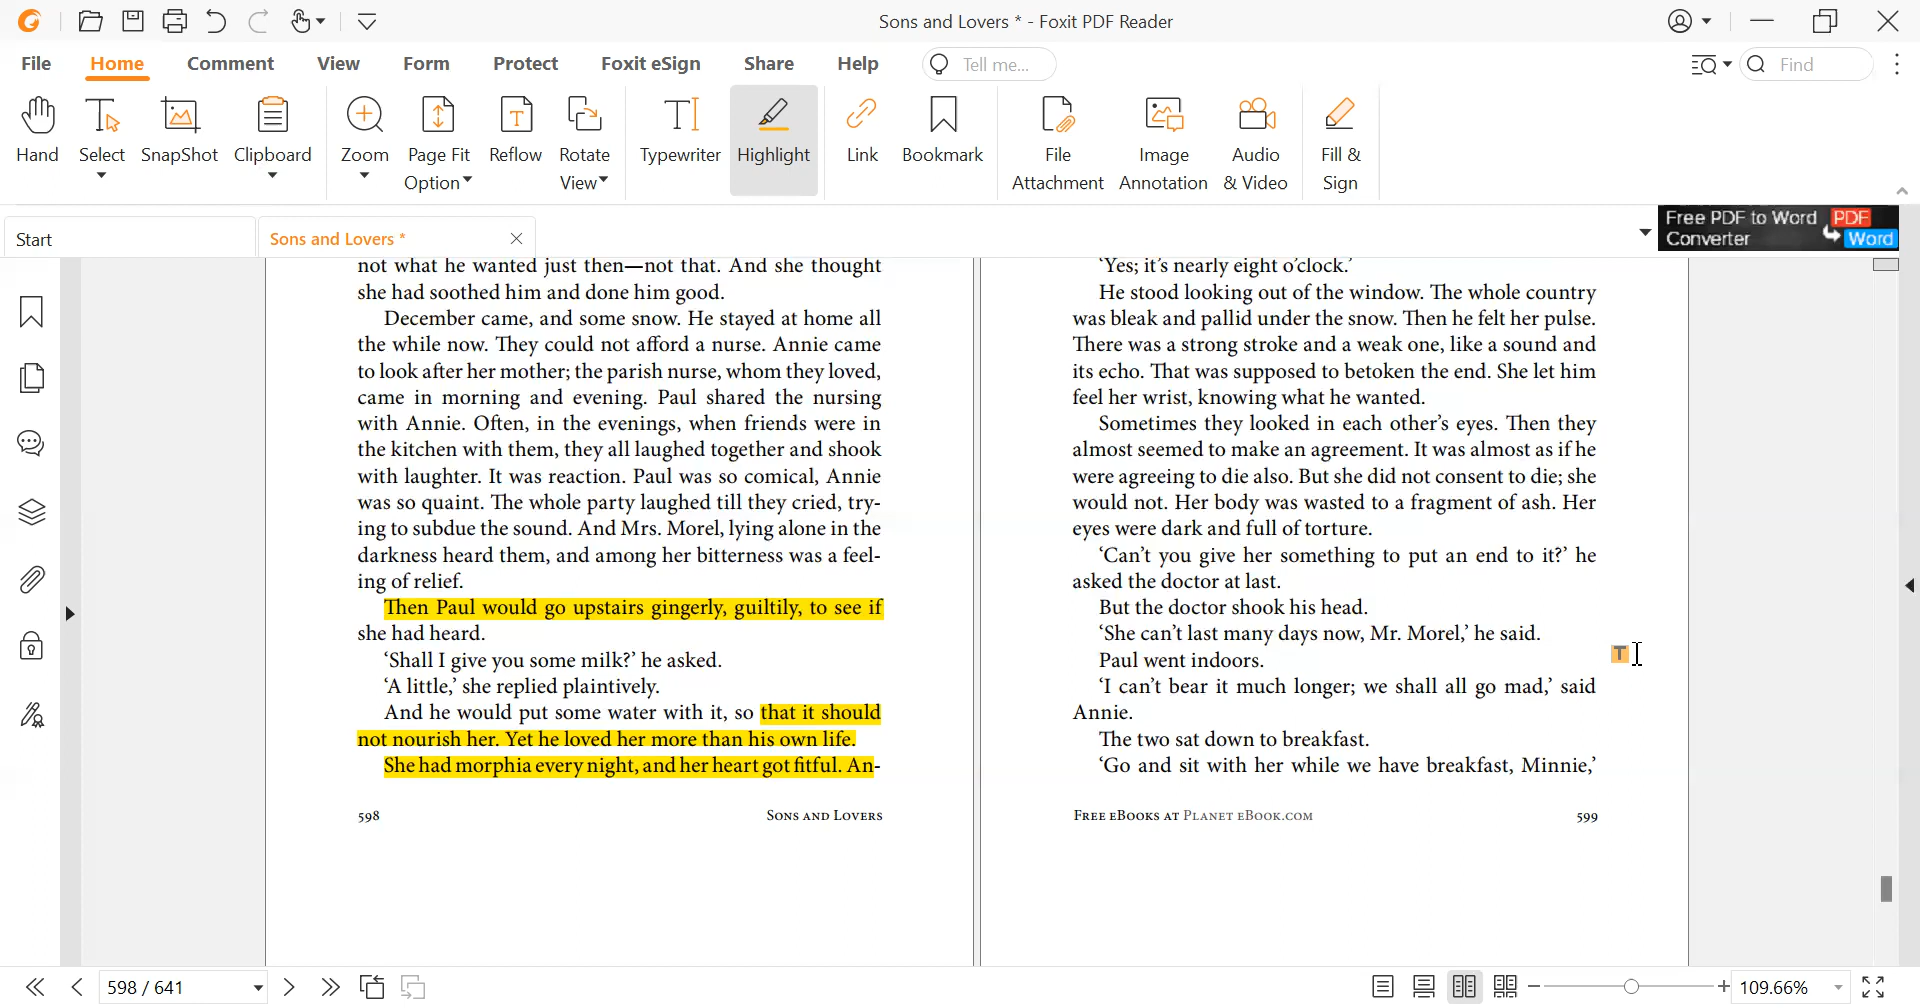 Sons and Lovers * - Foxit PDF Reader
File Home Comment View Form Protect Foxit eSign Share Help Tell me... Find
Hand Select SnapShot Clipboard Zoom Page Fit Option Reflow Rotate View Typewriter Highlight Link Bookmark File Attachment Image Annotation Audio & Video Fill & Sign
Start Sons and Lovers *
Free PDF to Word Converter PDF Word
not what he wanted just then—not that. And she thought
she had soothed him and done him good.
December came, and some snow. He stayed at home all
the while now. They could not afford a nurse. Annie came
to look after her mother; the parish nurse, whom they loved,
came in morning and evening. Paul shared the nursing
with Annie. Often, in the evenings, when friends were in
the kitchen with them, they all laughed together and shook
with laughter. It was reaction. Paul was so comical, Annie
was so quaint. The whole party laughed till they cried, try-
ing to subdue the sound. And Mrs. Morel, lying alone in the
darkness heard them, and among her bitterness was a feel-
ing of relief.
Then Paul would go upstairs gingerly, guiltily, to see if
she had heard.
‘Shall I give you some milk?’ he asked.
‘A little,’ she replied plaintively.
And he would put some water with it, so that it should
not nourish her. Yet he loved her more than his own life.
She had morphia every night, and her heart got fitful. An-
598 Sons and Lovers
‘Yes; it’s nearly eight o’clock.’
He stood looking out of the window. The whole country
was bleak and pallid under the snow. Then he felt her pulse.
There was a strong stroke and a weak one, like a sound and
its echo. That was supposed to betoken the end. She let him
feel her wrist, knowing what he wanted.
Sometimes they looked in each other’s eyes. Then they
almost seemed to make an agreement. It was almost as if he
were agreeing to die also. But she did not consent to die; she
would not. Her body was wasted to a fragment of ash. Her
eyes were dark and full of torture.
‘Can’t you give her something to put an end to it?’ he
asked the doctor at last.
But the doctor shook his head.
‘She can’t last many days now, Mr. Morel,’ he said.
Paul went indoors.
‘I can’t bear it much longer; we shall all go mad,’ said
Annie.
The two sat down to breakfast.
‘Go and sit with her while we have breakfast, Minnie,’
Free eBooks at Planet eBook.com 599
598 / 641
109.66%